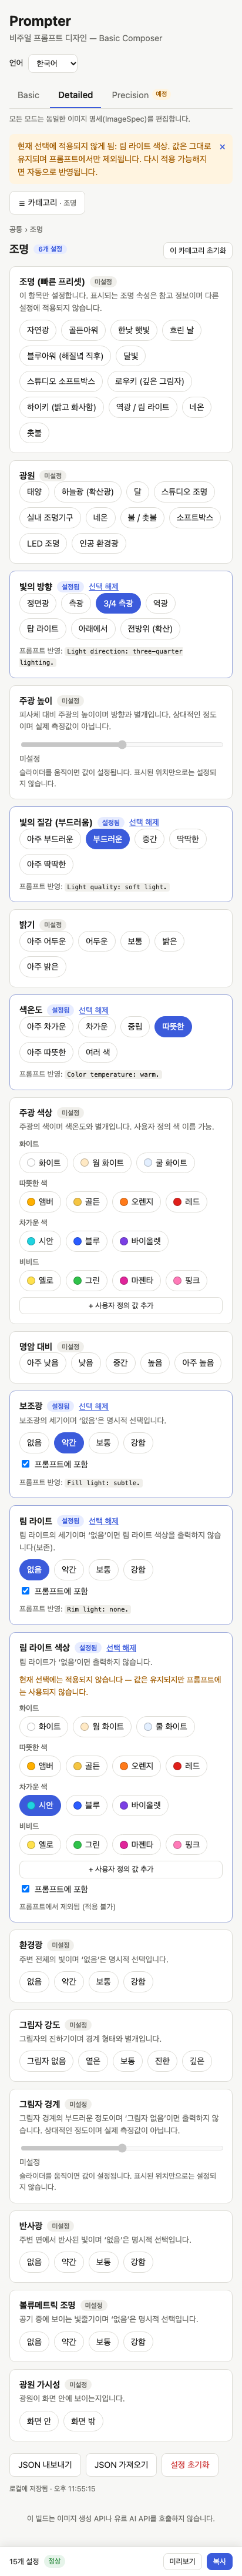 Prompter
비주얼 프롬프트 디자인 — Basic Composer
언어 한국어
Basic Detailed Precision 예정
모든 모드는 동일한 이미지 명세(ImageSpec)를 편집합니다.
현재 선택에 적용되지 않게 됨: 림 라이트 색상. 값은 그대로 ×
유지되며 프롬프트에서만 제외됩니다. 다시 적용 가능해지
면 자동으로 반영됩니다.
≡ 카테고리 · 조명
공통 › 조명
조명 6개 설정 이 카테고리 초기화
조명 (빠른 프리셋) 미설정
이 항목만 설정합니다. 표시되는 조명 속성은 참고 정보이며 다른
설정에 적용되지 않습니다.
자연광 골든아워 한낮 햇빛 흐린 날
블루아워 (해질녘 직후) 달빛
스튜디오 소프트박스 로우키 (깊은 그림자)
하이키 (밝고 화사함) 역광 / 림 라이트 네온
촛불
광원 미설정
태양 하늘광 (확산광) 달 스튜디오 조명
실내 조명기구 네온 불 / 촛불 소프트박스
LED 조명 인공 환경광
빛의 방향 설정됨 선택 해제
정면광 측광 3/4 측광 역광
탑 라이트 아래에서 전방위 (확산)
프롬프트 반영: Light direction: three-quarter
lighting.
주광 높이 미설정
피사체 대비 주광의 높이이며 방향과 별개입니다. 상대적인 정도
이며 실제 측정값이 아닙니다.
미설정
슬라이더를 움직이면 값이 설정됩니다. 표시된 위치만으로는 설정되
지 않습니다.
빛의 질감 (부드러움) 설정됨 선택 해제
아주 부드러운 부드러운 중간 딱딱한
아주 딱딱한
프롬프트 반영: Light quality: soft light.
밝기 미설정
아주 어두운 어두운 보통 밝은
아주 밝은
색온도 설정됨 선택 해제
아주 차가운 차가운 중립 따뜻한
아주 따뜻한 여러 색
프롬프트 반영: Color temperature: warm.
주광 색상 미설정
주광의 색이며 색온도와 별개입니다. 사용자 정의 색 이름 가능.
화이트
화이트 웜 화이트 쿨 화이트
따뜻한 색
앰버 골든 오렌지 레드
차가운 색
시안 블루 바이올렛
비비드
옐로 그린 마젠타 핑크
+ 사용자 정의 값 추가
명암 대비 미설정
아주 낮음 낮음 중간 높음 아주 높음
보조광 설정됨 선택 해제
보조광의 세기이며 '없음'은 명시적 선택입니다.
없음 약간 보통 강함
프롬프트에 포함
프롬프트 반영: Fill light: subtle.
림 라이트 설정됨 선택 해제
림 라이트의 세기이며 '없음'이면 림 라이트 색상을 출력하지 않습
니다(보존).
없음 약간 보통 강함
프롬프트에 포함
프롬프트 반영: Rim light: none.
림 라이트 색상 설정됨 선택 해제
림 라이트가 '없음'이면 출력하지 않습니다.
현재 선택에는 적용되지 않습니다 — 값은 유지되지만 프롬프트에
는 사용되지 않습니다.
화이트
화이트 웜 화이트 쿨 화이트
따뜻한 색
앰버 골든 오렌지 레드
차가운 색
시안 블루 바이올렛
비비드
옐로 그린 마젠타 핑크
+ 사용자 정의 값 추가
프롬프트에 포함
프롬프트에서 제외됨 (적용 불가)
환경광 미설정
주변 전체의 빛이며 '없음'은 명시적 선택입니다.
없음 약간 보통 강함
그림자 강도 미설정
그림자의 진하기이며 경계 형태와 별개입니다.
그림자 없음 옅은 보통 진한 깊은
그림자 경계 미설정
그림자 경계의 부드러운 정도이며 '그림자 없음'이면 출력하지 않습
니다. 상대적인 정도이며 실제 측정값이 아닙니다.
미설정
슬라이더를 움직이면 값이 설정됩니다. 표시된 위치만으로는 설정되
지 않습니다.
반사광 미설정
주변 면에서 반사된 빛이며 '없음'은 명시적 선택입니다.
없음 약간 보통 강함
볼류메트릭 조명 미설정
공기 중에 보이는 빛줄기이며 '없음'은 명시적 선택입니다.
없음 약간 보통 강함
광원 가시성 미설정
광원이 화면 안에 보이는지입니다.
화면 안 화면 밖
JSON 내보내기 JSON 가져오기 설정 초기화
로컬에 저장됨 · 오후 11:55:15
이 빌드는 이미지 생성 API나 유료 AI API를 호출하지 않습니다.
15개 설정 정상 미리보기 복사